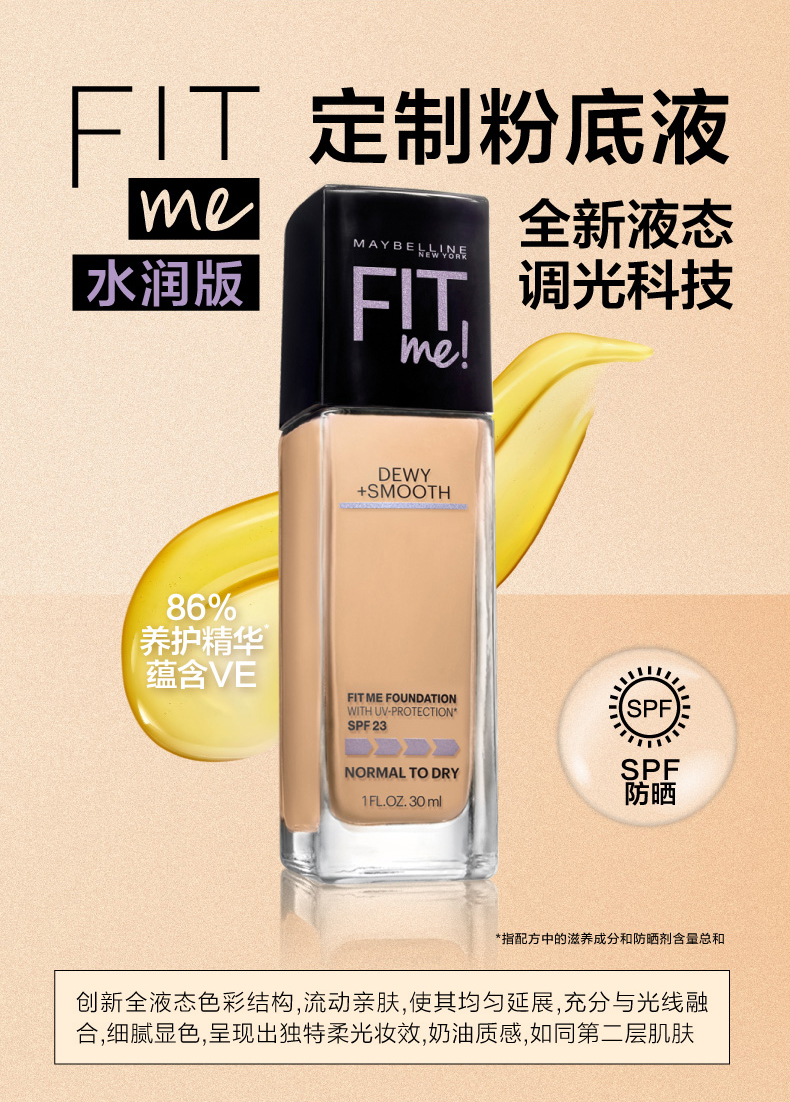 FIT
me
水润版
定制粉底液
全新液态
调光科技
MAYBELLINE
NEW YORK
FIT
me!
DEWY
+SMOOTH
86%
养护精华*
蕴含VE
FIT ME FOUNDATION
WITH UV-PROTECTION*
SPF 23
NORMAL TO DRY
1 FL.OZ. 30 ml
SPF
SPF
防晒
*指配方中的滋养成分和防晒剂含量总和
创新全液态色彩结构,流动亲肤,使其均匀延展,充分与光线融
合,细腻显色,呈现出独特柔光妆效,奶油质感,如同第二层肌肤